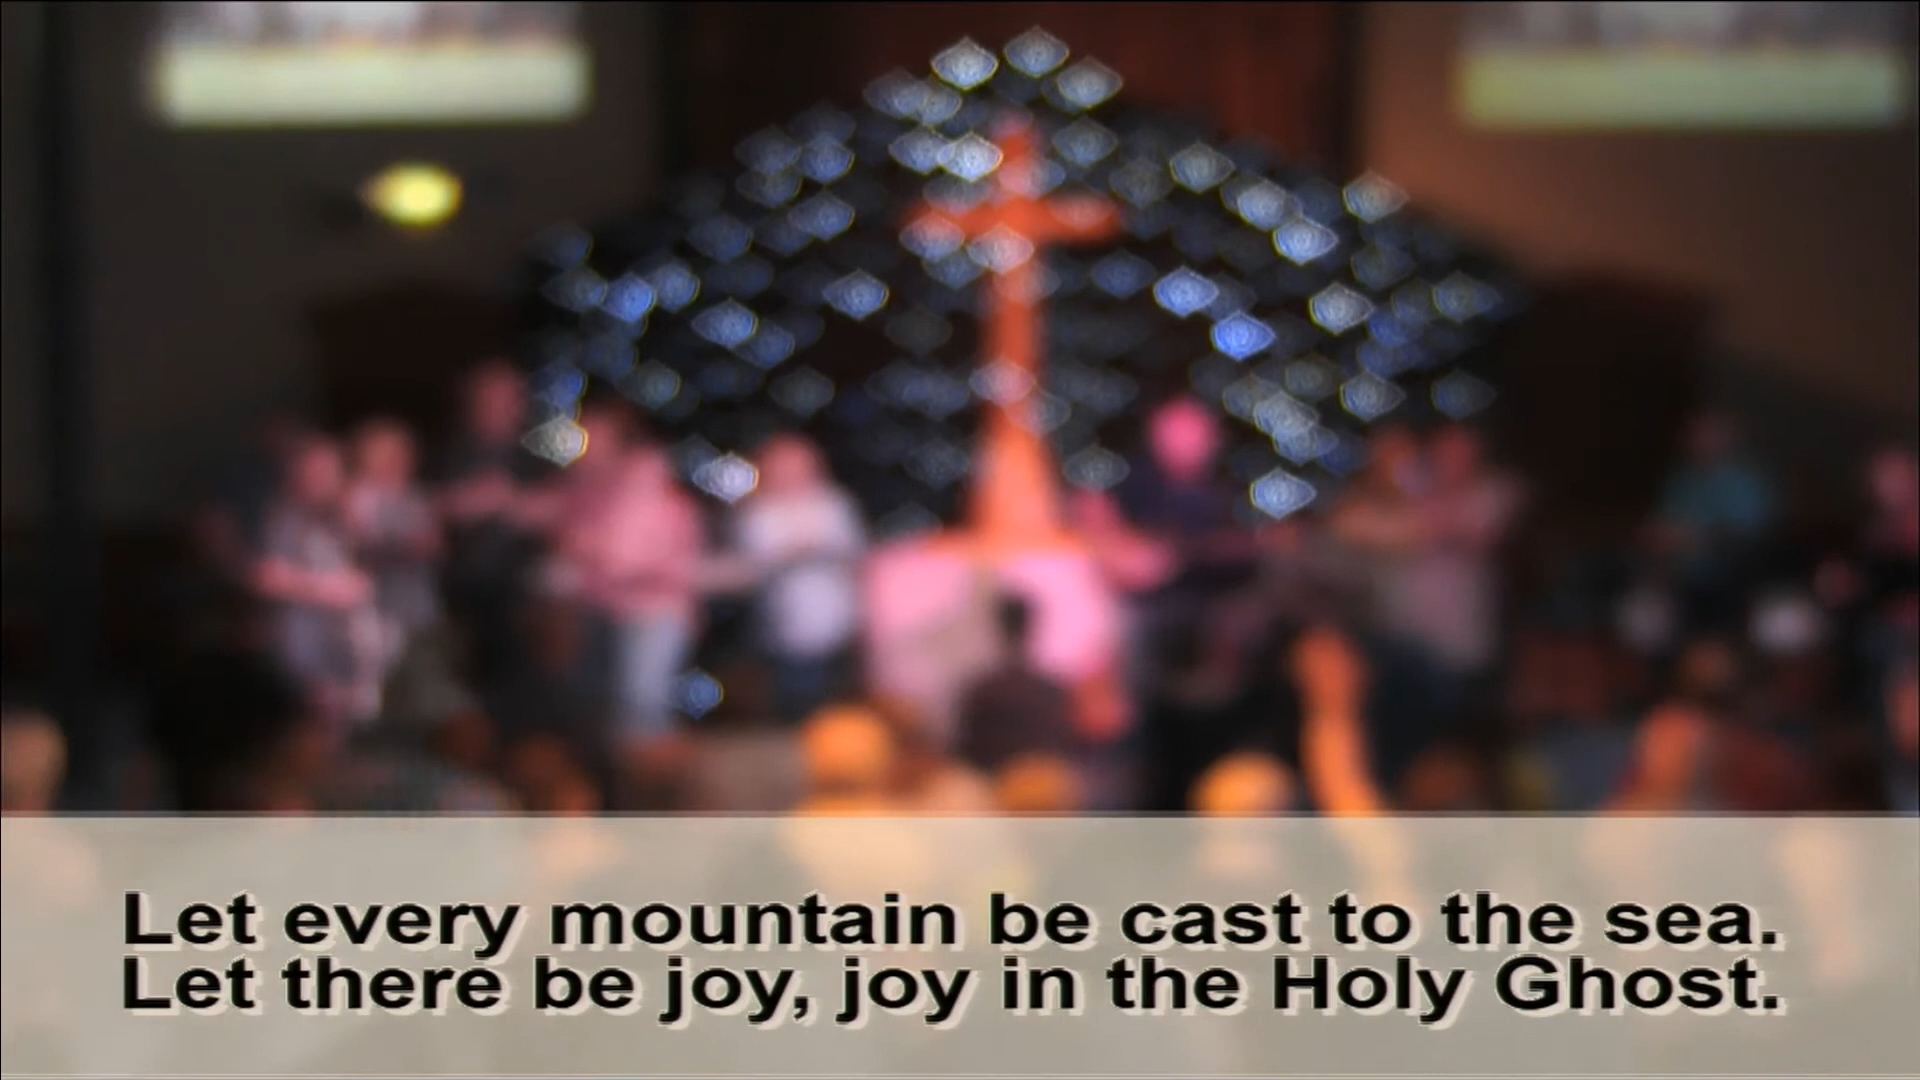 Let every mountain be cast to the sea.
Let there be joy, joy in the Holy Ghost.